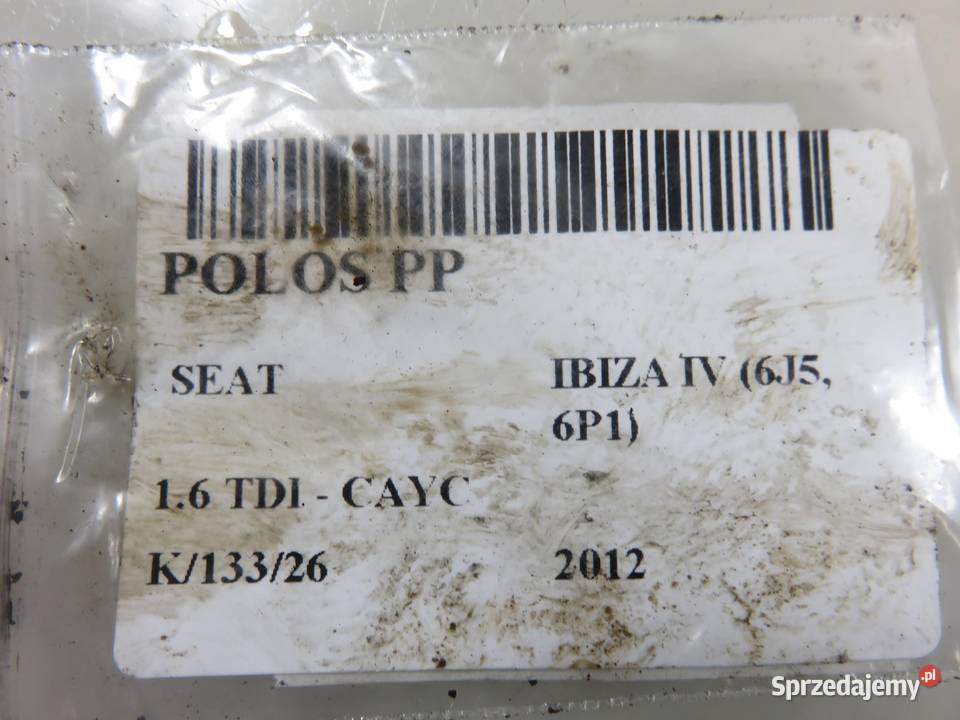 POLOS PP
SEAT
IBIZA IV (6J5,
6P1)
1.6 TDI - CAYC
K/133/26
2012
Sprzedajemy.pl